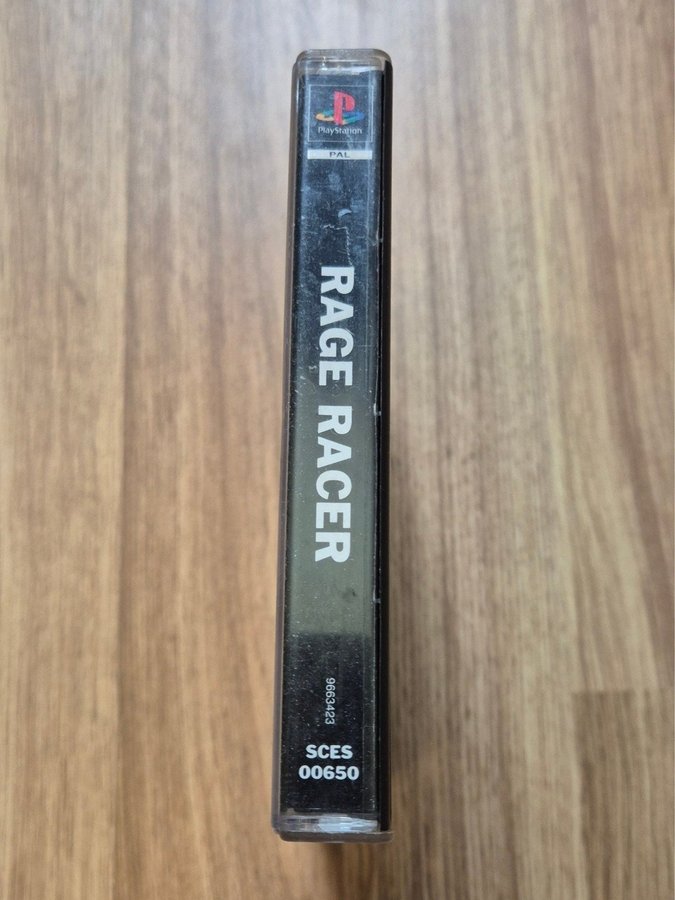 PlayStation
PAL
RAGE RACER
9663423
SCES
00650